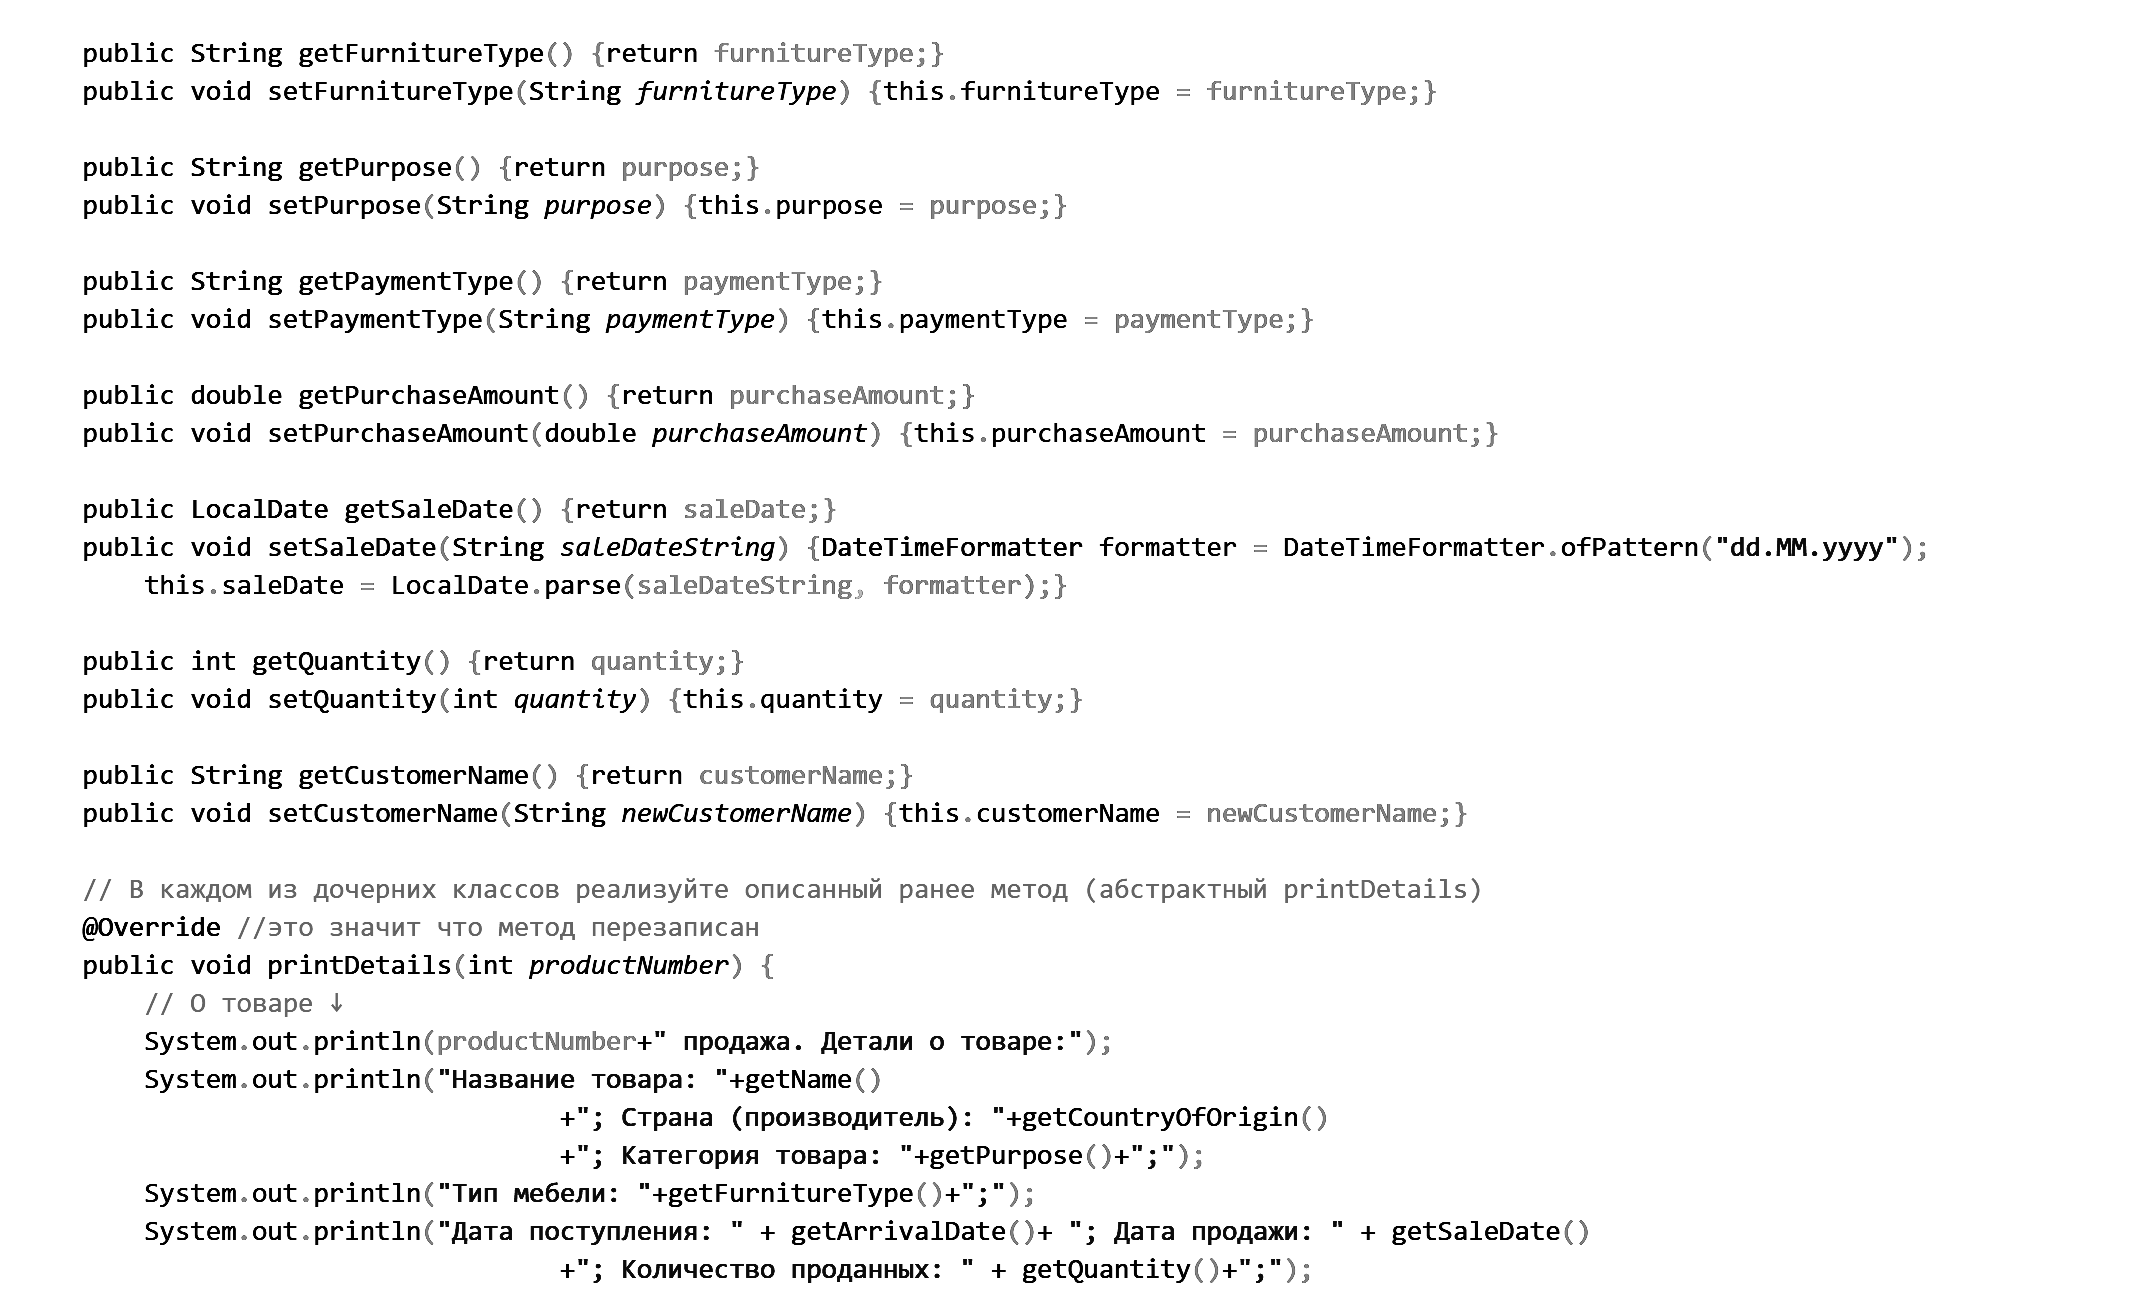 public String getFurnitureType() {return furnitureType;}
public void setFurnitureType(String furnitureType) {this.furnitureType = furnitureType;}
public String getPurpose() {return purpose;}
public void setPurpose(String purpose) {this.purpose = purpose;}
public String getPaymentType() {return paymentType;}
public void setPaymentType(String paymentType) {this.paymentType = paymentType;}
public double getPurchaseAmount() {return purchaseAmount;}
public void setPurchaseAmount(double purchaseAmount) {this.purchaseAmount = purchaseAmount;}
public LocalDate getSaleDate() {return saleDate;}
public void setSaleDate(String saleDateString) {DateTimeFormatter formatter = DateTimeFormatter.ofPattern("dd.MM.yyyy");
this.saleDate = LocalDate.parse(saleDateString, formatter);}
public int getQuantity() {return quantity;}
public void setQuantity(int quantity) {this.quantity = quantity;}
public String getCustomerName() {return customerName;}
public void setCustomerName(String newCustomerName) {this.customerName = newCustomerName;}
// В каждом из дочерних классов реализуйте описанный ранее метод (абстрактный printDetails)
@Override //это значит что метод перезаписан
public void printDetails(int productNumber) {
// О товаре ↓
System.out.println(productNumber+" продажа. Детали о товаре:");
System.out.println("Название товара: "+getName()
+"; Страна (производитель): "+getCountryOfOrigin()
+"; Категория товара: "+getPurpose()+";");
System.out.println("Тип мебели: "+getFurnitureType()+";");
System.out.println("Дата поступления: " + getArrivalDate()+ "; Дата продажи: " + getSaleDate()
+"; Количество проданных: " + getQuantity()+";");